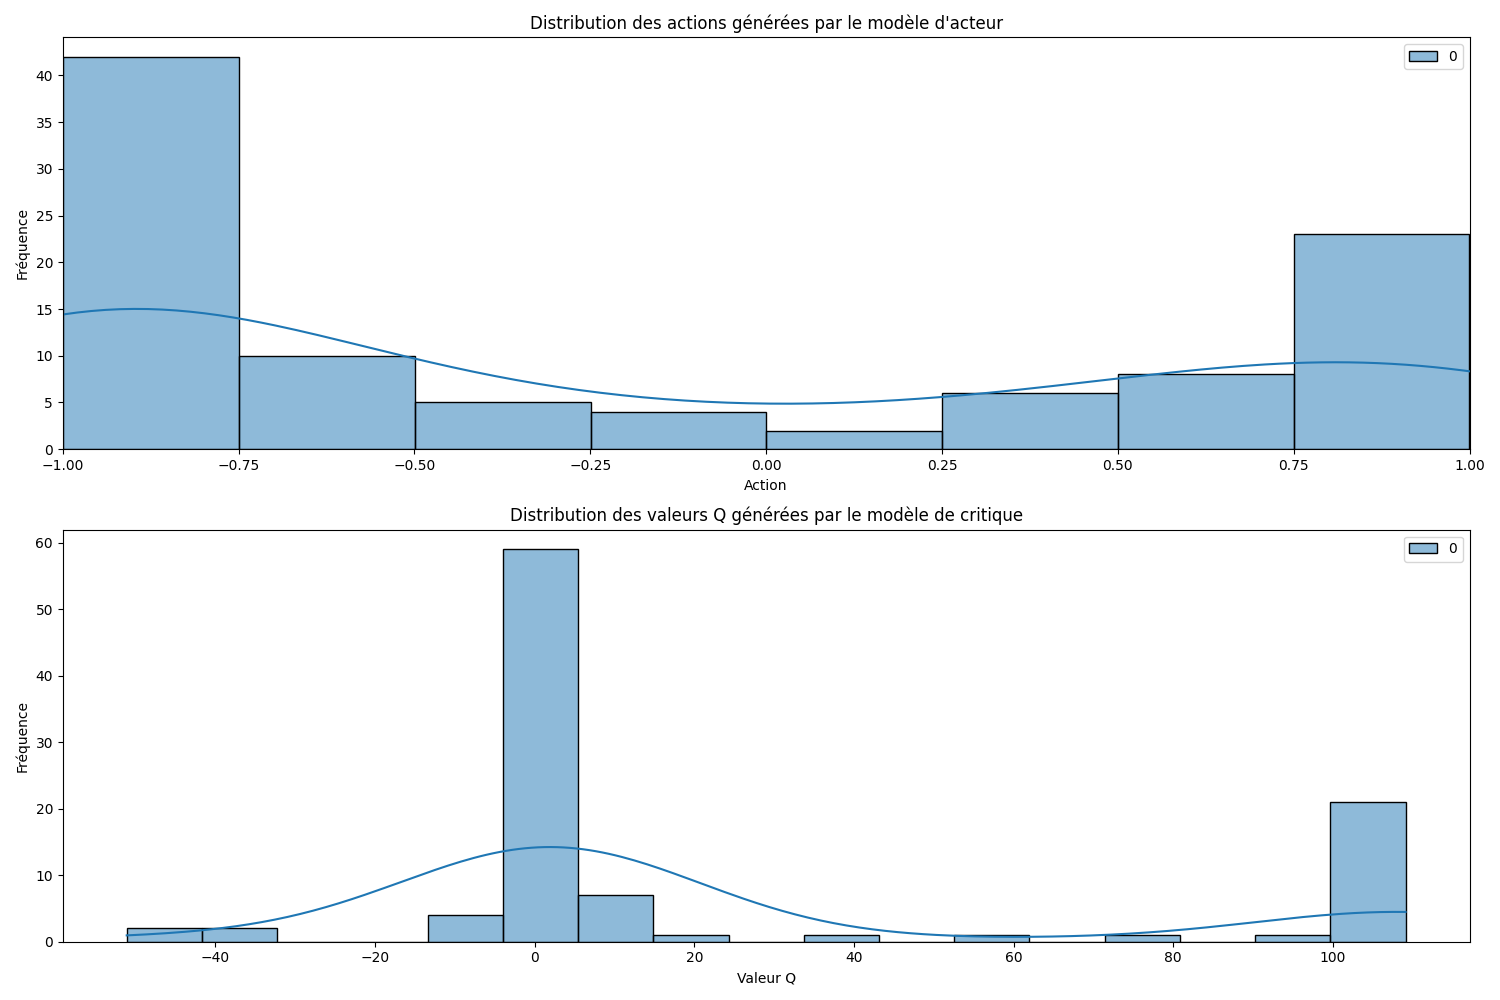 Distribution des actions générées par le modèle d'acteur
0
40
35
30
25
20
15
10
5
0
Fréquence
−1.00 −0.75 −0.50 −0.25 0.00 0.25 0.50 0.75 1.00
Action
Distribution des valeurs Q générées par le modèle de critique
0
60
50
40
30
20
10
0
Fréquence
−40 −20 0 20 40 60 80 100
Valeur Q